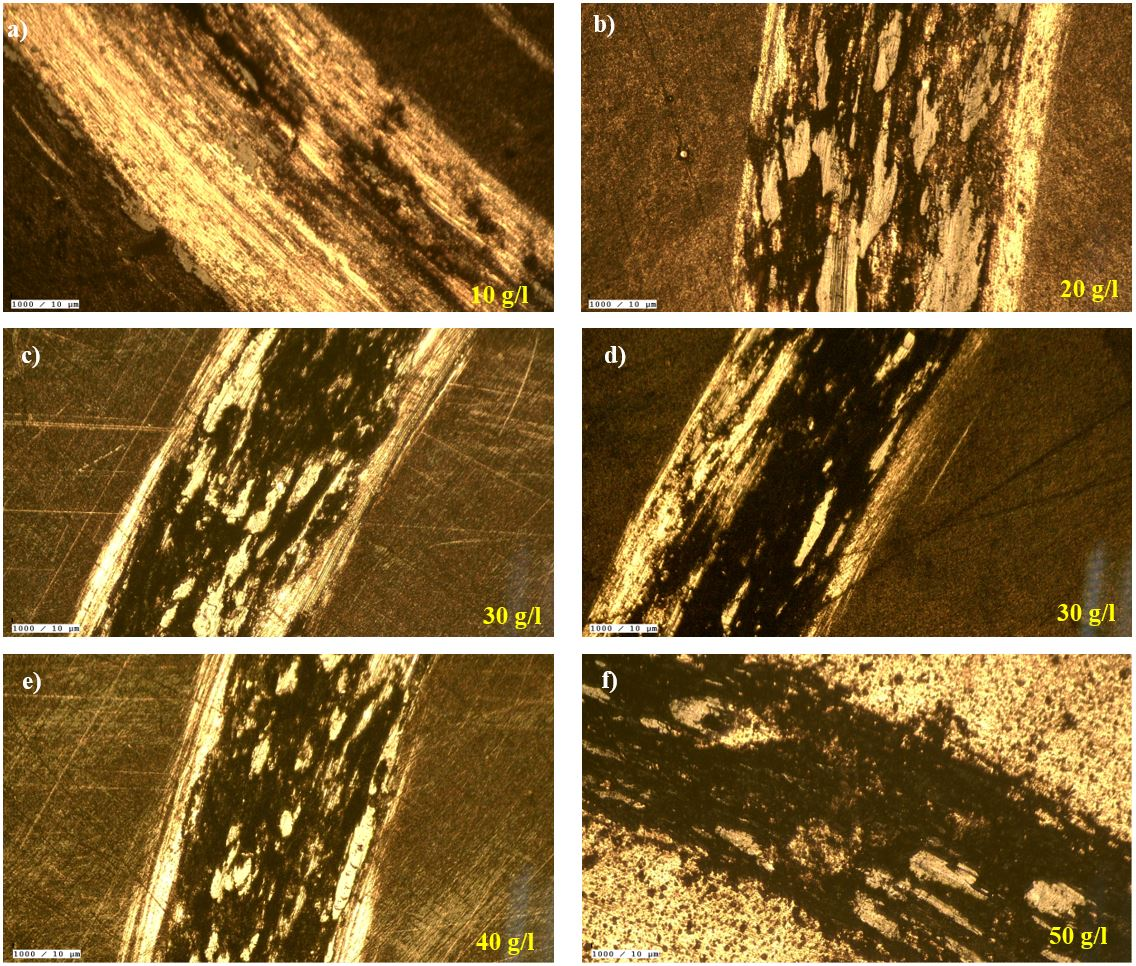 a)
1000 / 10 µm
10 g/l
b)
1000 / 10 µm
20 g/l
c)
1000 / 10 µm
30 g/l
d)
1000 / 10 µm
30 g/l
e)
1000 / 10 µm
40 g/l
f)
1000 / 10 µm
50 g/l